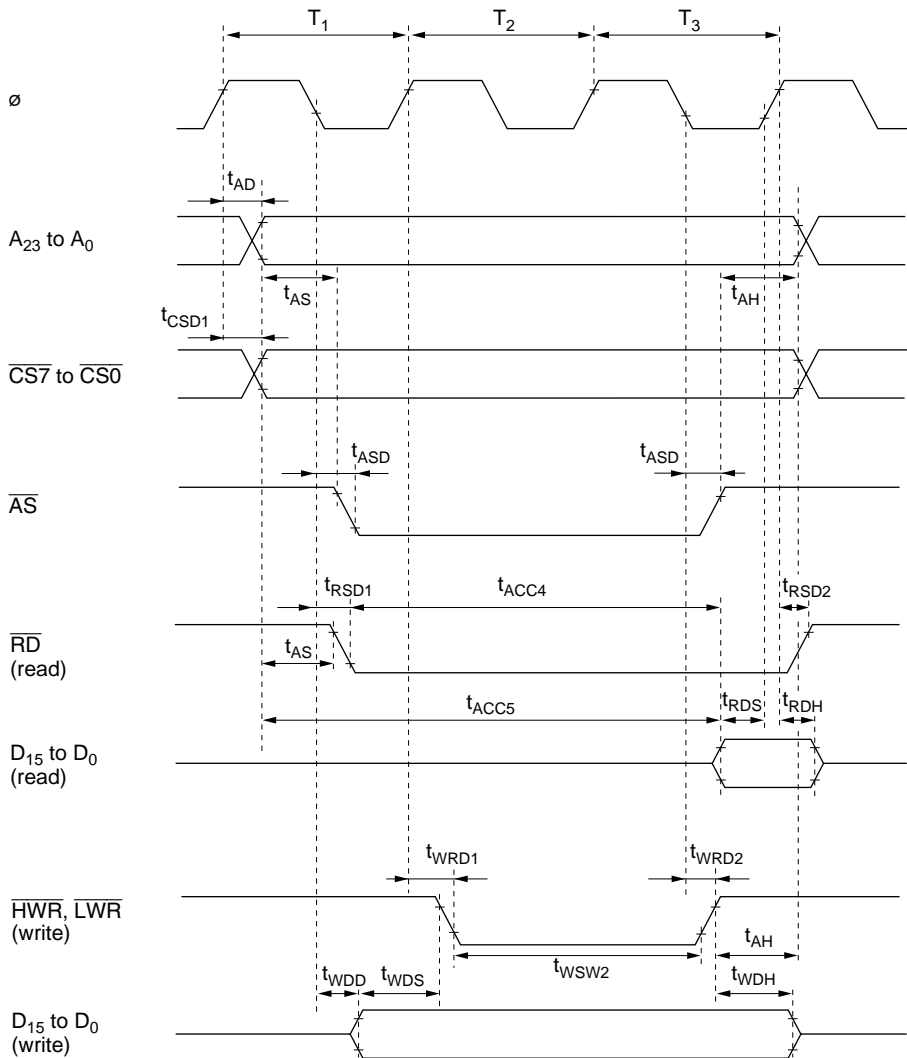 T1 T2 T3
ø
tAD
A23 to A0
tAS tAH
tCSD1
CS7 to CS0
tASD tASD
AS
tRSD1 tACC4 tRSD2
RD
(read)
tAS
tACC5 tRDS tRDH
D15 to D0
(read)
tWRD1 tWRD2
HWR, LWR
(write)
tAH
tWSW2
tWDD tWDS tWDH
D15 to D0
(write)